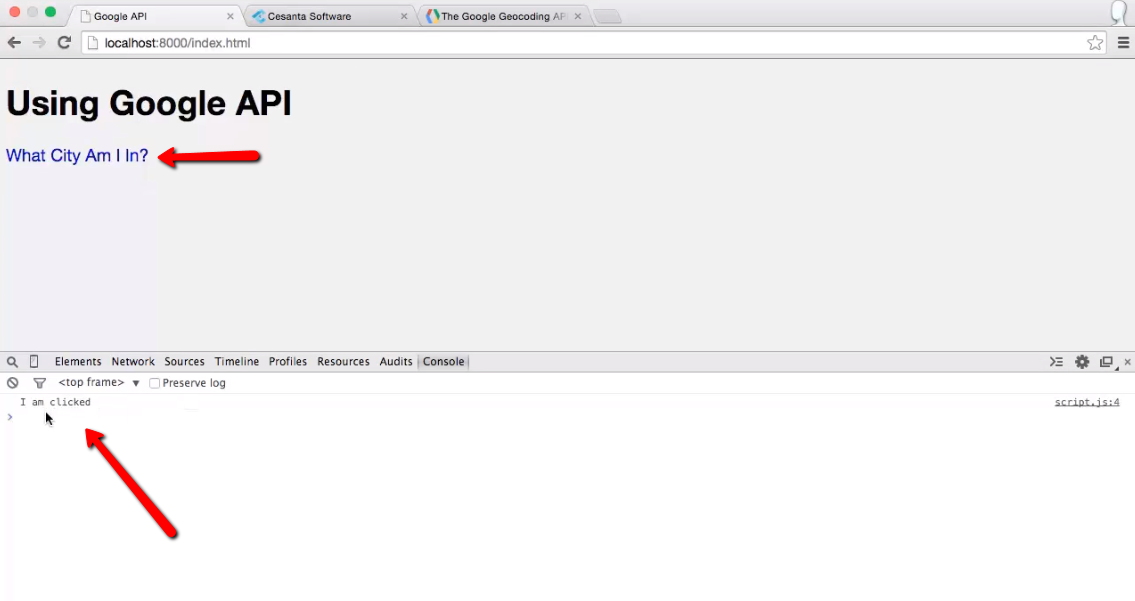 Google API
Cesanta Software
The Google Geocoding AP
localhost:8000/index.html
Using Google API
What City Am I In?
Elements Network Sources Timeline Profiles Resources Audits Console
<top frame> Preserve log
I am clicked script.js:4